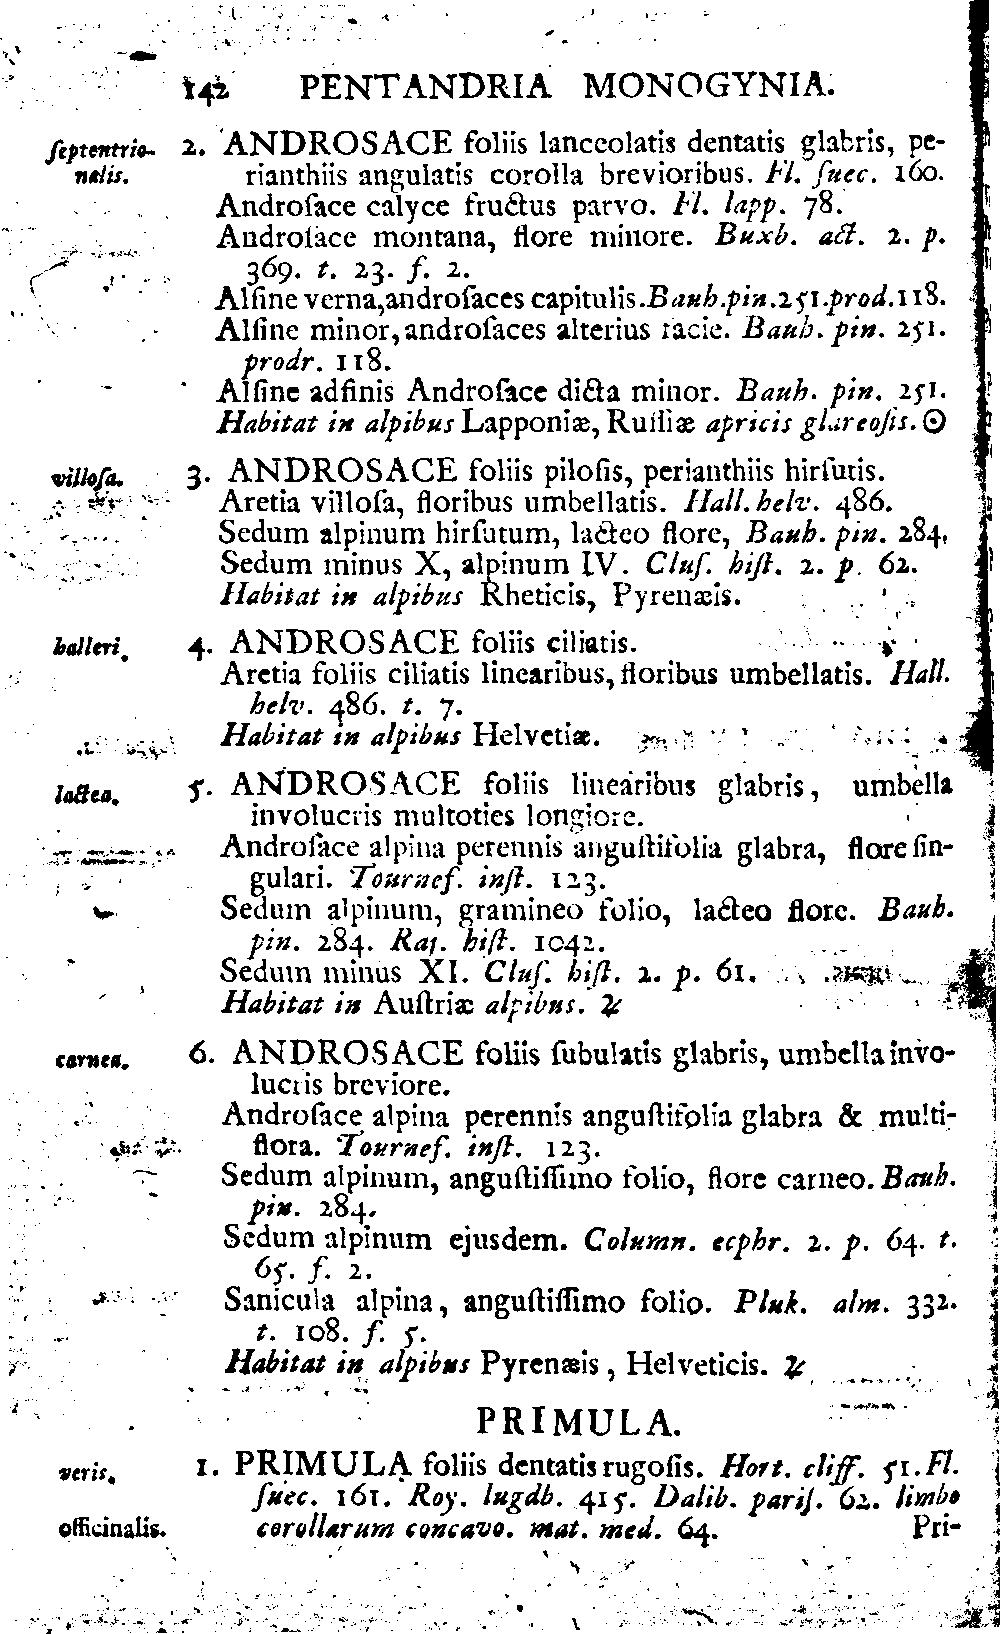 142 PENTANDRIA MONOGYNIA.
ſeptentrio- 2. ANDROSACE foliis lanceolatis dentatis glabris, pe-
nalis. rianthiis angulatis corolla brevioribus. Fl. ſuec. 160.
Androſace calyce fructus parvo. Fl. lapp. 78.
Androſace montana, flore minore. Buxb. act. 2. p.
369. t. 23. f. 2.
Alſine verna, androſaces capitulis. Bauh. pin. 251. prod. 118.
Alſine minor, androſaces alterius facie. Bauh. pin. 251.
prodr. 118.
Alſine adfinis Androſace dicta minor. Bauh. pin. 251.
Habitat in alpibus Lapponiæ, Ruſſiæ apricis glareoſis. ☉
villoſa. 3. ANDROSACE foliis piloſis, perianthiis hirſutis.
Aretia villoſa, floribus umbellatis. Hall. helv. 486.
Sedum alpinum hirſutum, lacteo flore, Bauh. pin. 284.
Sedum minus X, alpinum IV. Cluſ. hiſt. 2. p. 62.
Habitat in alpibus Rheticis, Pyrenæis.
halleri. 4. ANDROSACE foliis ciliatis.
Aretia foliis ciliatis linearibus, floribus umbellatis. Hall.
helv. 486. t. 7.
Habitat in alpibus Helvetiæ.
lactea. 5. ANDROSACE foliis linearibus glabris, umbella
involucris multoties longiore.
Androſace alpina perennis anguſtifolia glabra, flore ſin-
gulari. Tournef. inſt. 123.
Sedum alpinum, gramineo folio, lacteo flore. Bauh.
pin. 284. Raj. hiſt. 1042.
Sedum minus XI. Cluſ. hiſt. 2. p. 61.
Habitat in Auſtriæ alpibus. ♃
carnea. 6. ANDROSACE foliis ſubulatis glabris, umbella invo-
lucris breviore.
Androſace alpina perennis anguſtifolia glabra & multi-
flora. Tournef. inſt. 123.
Sedum alpinum, anguſtiſſimo folio, flore carneo. Bauh.
pin. 284.
Sedum alpinum ejusdem. Column. ecphr. 2. p. 64. t.
65. f. 2.
Sanicula alpina, anguſtiſſimo folio. Pluk. alm. 332.
t. 108. f. 5.
Habitat in alpibus Pyrenæis, Helveticis. ♃
PRIMULA.
veris. 1. PRIMULA foliis dentatis rugoſis. Hort. cliff. 51. Fl.
ſuec. 161. Roy. lugdb. 415. Dalib. pariſ. 62. limbo
officinalis. corollarum concavo. mat. med. 64.
Pri-